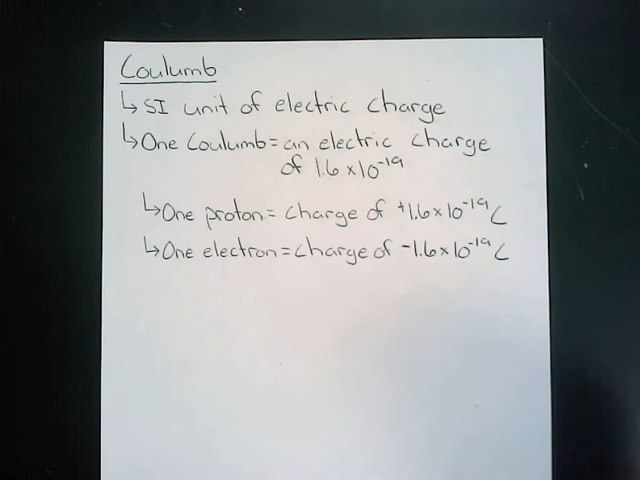 Coulumb
↳ SI unit of electric charge
↳ One Coulumb = an electric charge
of 1.6 × 10⁻¹⁹
↳ One proton = charge of +1.6 × 10⁻¹⁹ C
↳ One electron = charge of -1.6 × 10⁻¹⁹ C